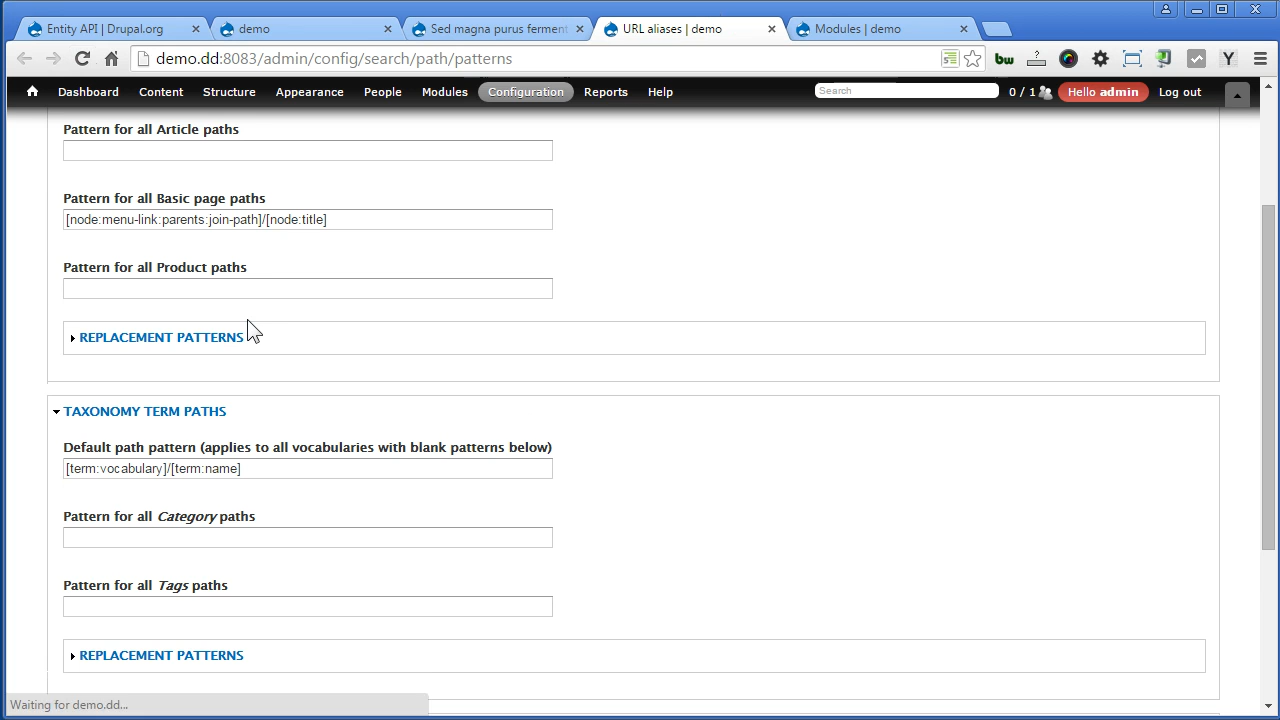 Entity API | Drupal.org
demo
Sed magna purus ferment
URL aliases | demo
Modules | demo
demo.dd:8083/admin/config/search/path/patterns
bw
Y
Dashboard Content Structure Appearance People Modules Configuration Reports Help
Search
0 / 1
Hello admin
Log out
Pattern for all Article paths
Pattern for all Basic page paths
[node:menu-link:parents:join-path]/[node:title]
Pattern for all Product paths
REPLACEMENT PATTERNS
TAXONOMY TERM PATHS
Default path pattern (applies to all vocabularies with blank patterns below)
[term:vocabulary]/[term:name]
Pattern for all Category paths
Pattern for all Tags paths
REPLACEMENT PATTERNS
Waiting for demo.dd...